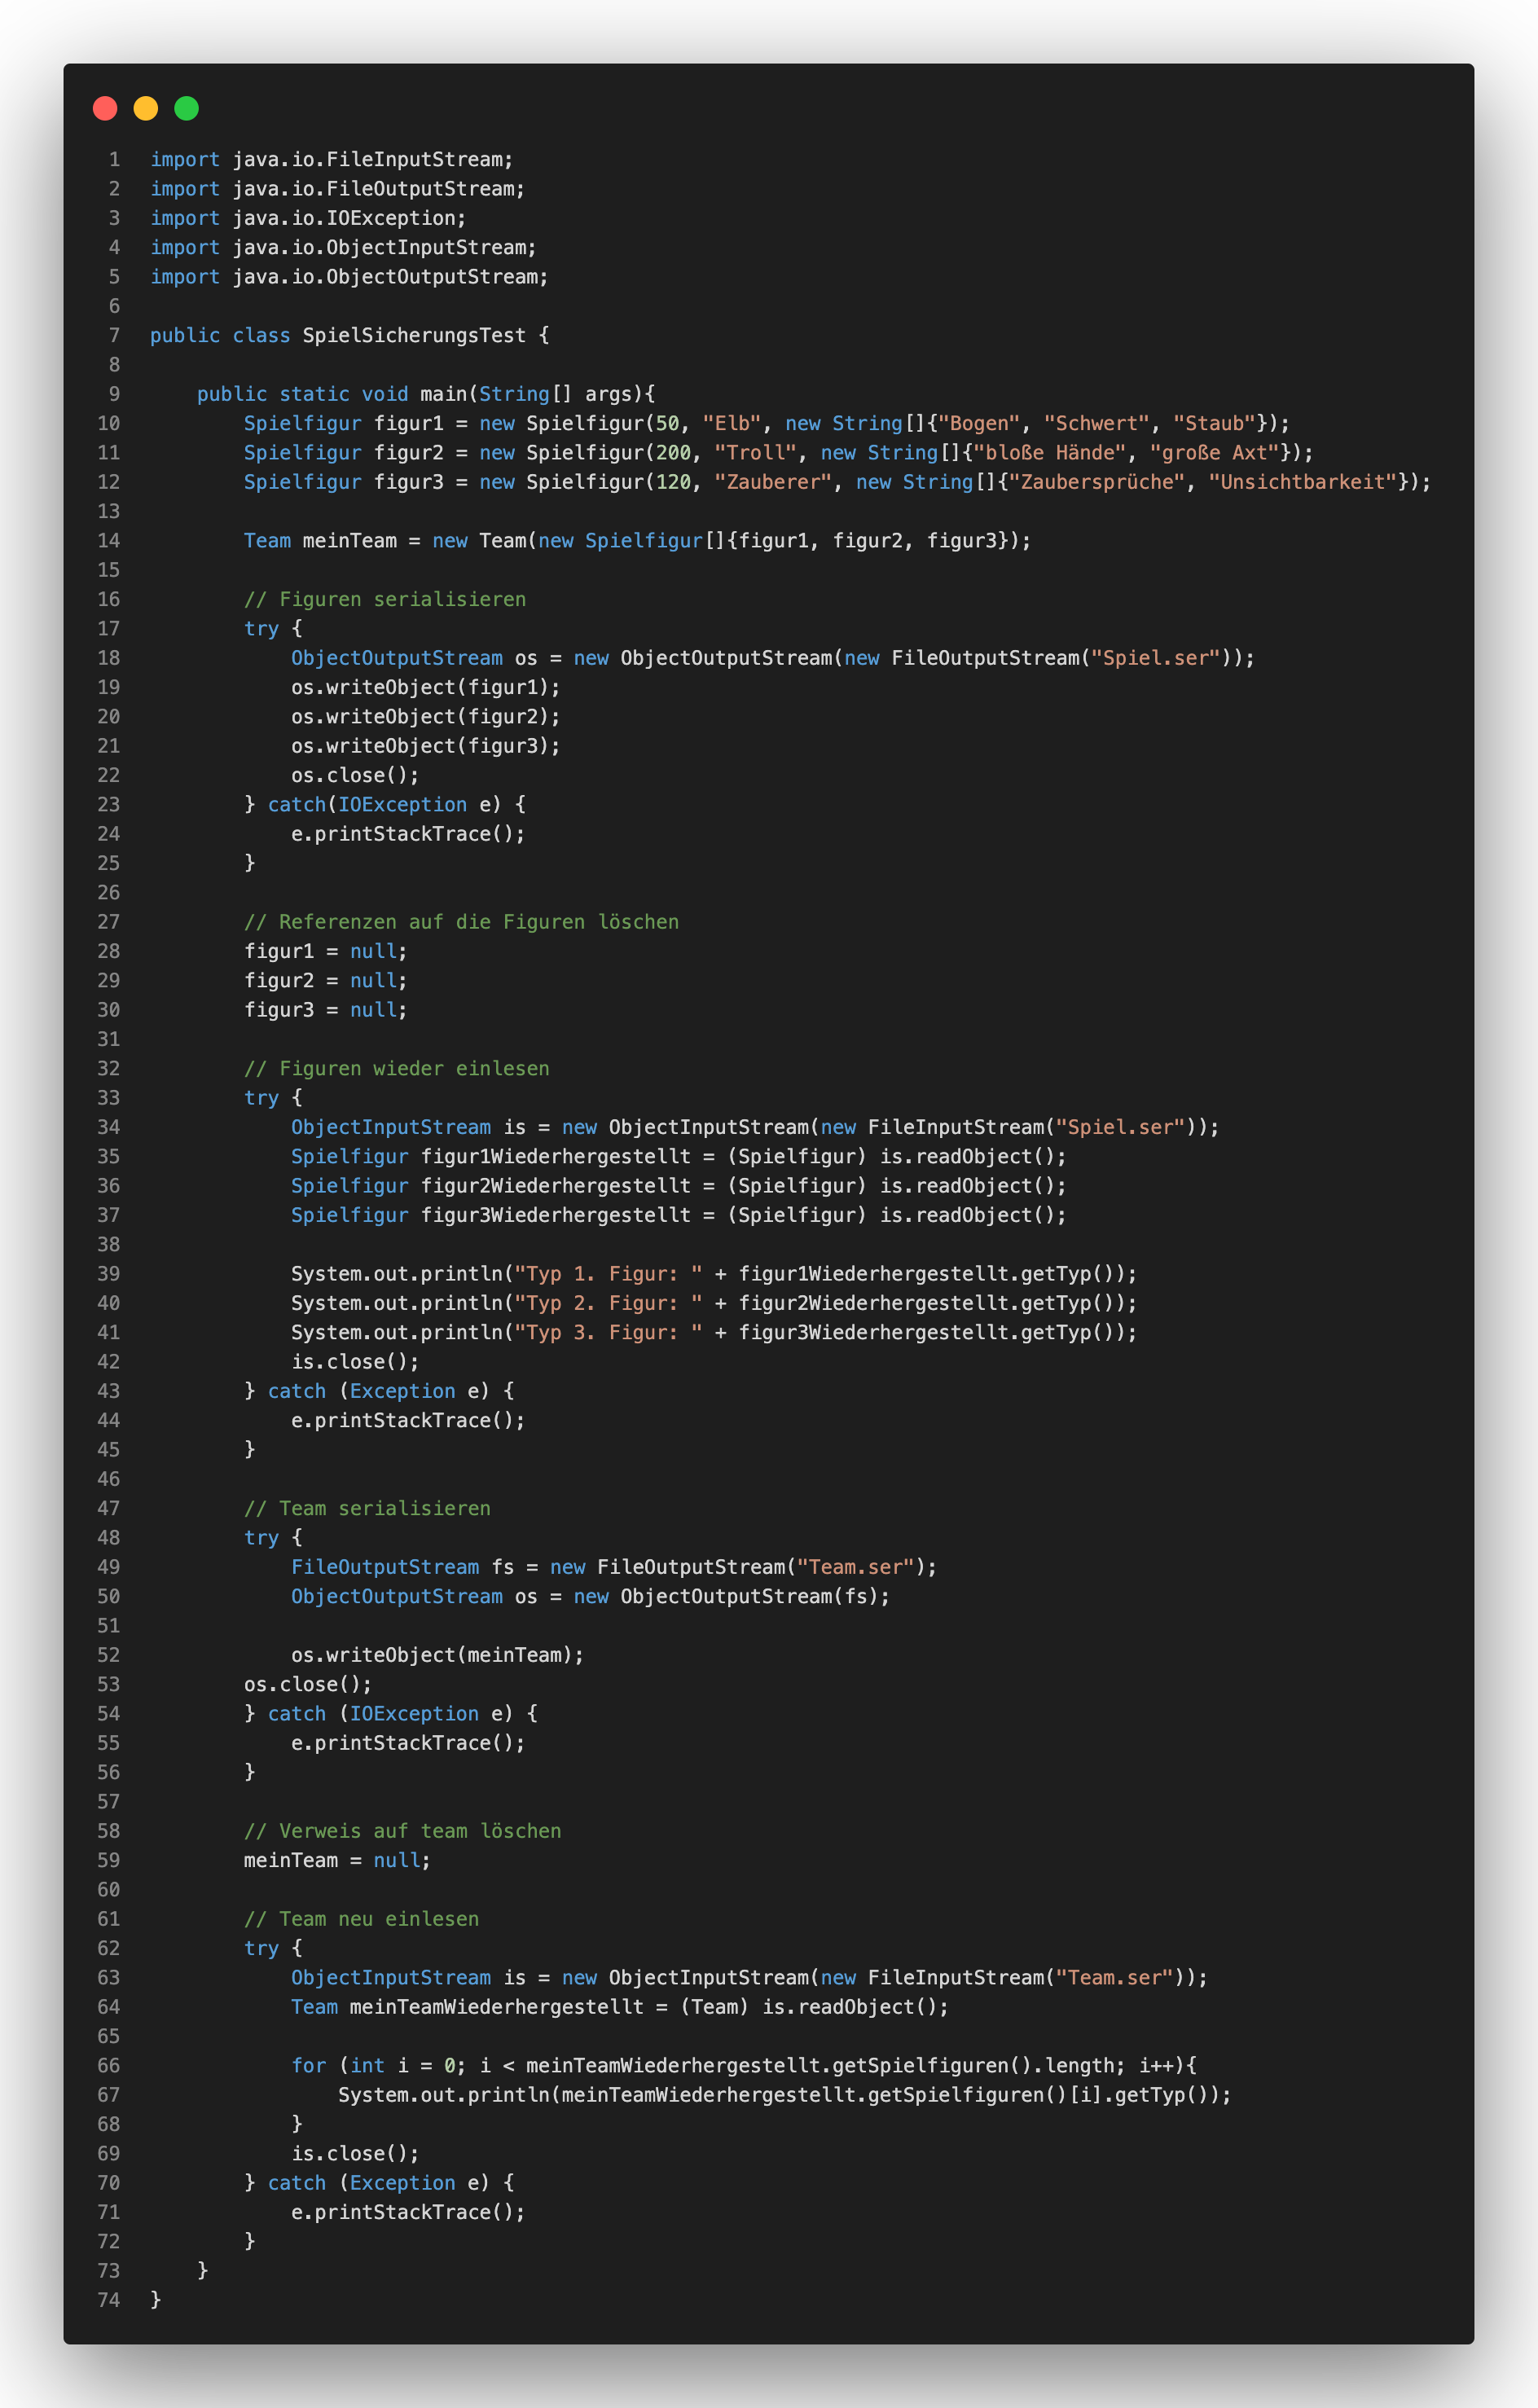 1 import java.io.FileInputStream;
2 import java.io.FileOutputStream;
3 import java.io.IOException;
4 import java.io.ObjectInputStream;
5 import java.io.ObjectOutputStream;
6
7 public class SpielSicherungsTest {
8
9     public static void main(String[] args){
10         Spielfigur figur1 = new Spielfigur(50, "Elb", new String[]{"Bogen", "Schwert", "Staub"});
11         Spielfigur figur2 = new Spielfigur(200, "Troll", new String[]{"bloße Hände", "große Axt"});
12         Spielfigur figur3 = new Spielfigur(120, "Zauberer", new String[]{"Zaubersprüche", "Unsichtbarkeit"});
13
14         Team meinTeam = new Team(new Spielfigur[]{figur1, figur2, figur3});
15
16         // Figuren serialisieren
17         try {
18             ObjectOutputStream os = new ObjectOutputStream(new FileOutputStream("Spiel.ser"));
19             os.writeObject(figur1);
20             os.writeObject(figur2);
21             os.writeObject(figur3);
22             os.close();
23         } catch(IOException e) {
24             e.printStackTrace();
25         }
26
27         // Referenzen auf die Figuren löschen
28         figur1 = null;
29         figur2 = null;
30         figur3 = null;
31
32         // Figuren wieder einlesen
33         try {
34             ObjectInputStream is = new ObjectInputStream(new FileInputStream("Spiel.ser"));
35             Spielfigur figur1Wiederhergestellt = (Spielfigur) is.readObject();
36             Spielfigur figur2Wiederhergestellt = (Spielfigur) is.readObject();
37             Spielfigur figur3Wiederhergestellt = (Spielfigur) is.readObject();
38
39             System.out.println("Typ 1. Figur: " + figur1Wiederhergestellt.getTyp());
40             System.out.println("Typ 2. Figur: " + figur2Wiederhergestellt.getTyp());
41             System.out.println("Typ 3. Figur: " + figur3Wiederhergestellt.getTyp());
42             is.close();
43         } catch (Exception e) {
44             e.printStackTrace();
45         }
46
47         // Team serialisieren
48         try {
49             FileOutputStream fs = new FileOutputStream("Team.ser");
50             ObjectOutputStream os = new ObjectOutputStream(fs);
51
52             os.writeObject(meinTeam);
53         os.close();
54         } catch (IOException e) {
55             e.printStackTrace();
56         }
57
58         // Verweis auf team löschen
59         meinTeam = null;
60
61         // Team neu einlesen
62         try {
63             ObjectInputStream is = new ObjectInputStream(new FileInputStream("Team.ser"));
64             Team meinTeamWiederhergestellt = (Team) is.readObject();
65
66             for (int i = 0; i < meinTeamWiederhergestellt.getSpielfiguren().length; i++){
67                 System.out.println(meinTeamWiederhergestellt.getSpielfiguren()[i].getTyp());
68             }
69             is.close();
70         } catch (Exception e) {
71             e.printStackTrace();
72         }
73     }
74 }